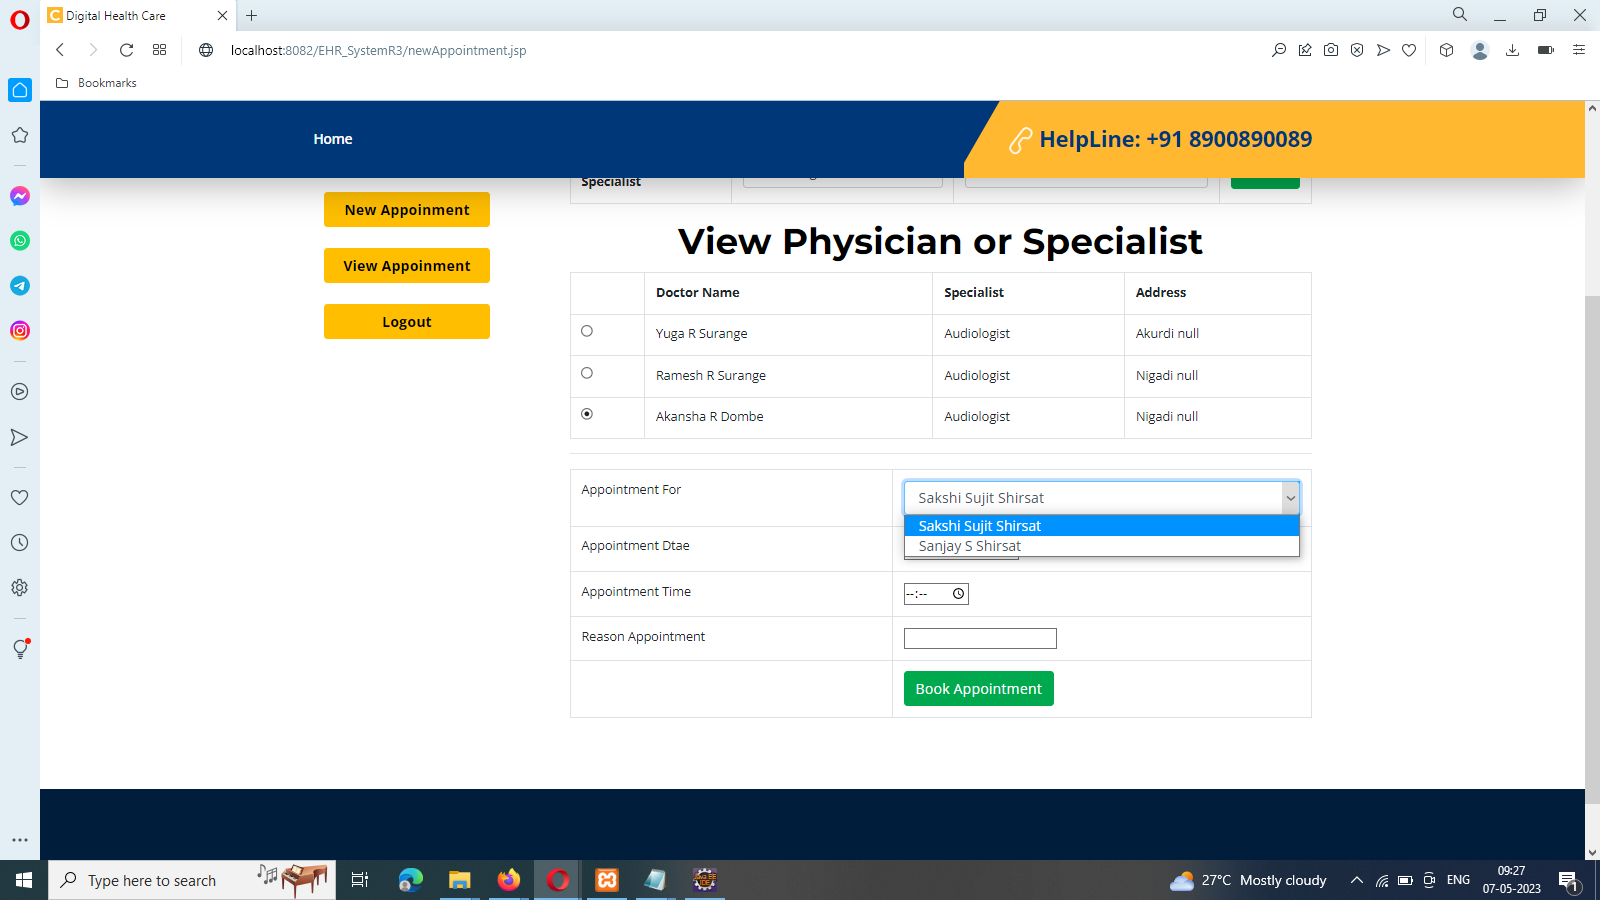 Digital Health Care
localhost:8082/EHR_SystemR3/newAppointment.jsp
Bookmarks
Home
HelpLine: +91 8900890089
Specialist
New Appoinment
View Appoinment
Logout
View Physician or Specialist
Doctor Name Specialist Address
Yuga R Surange Audiologist Akurdi null
Ramesh R Surange Audiologist Nigadi null
Akansha R Dombe Audiologist Nigadi null
Appointment For Sakshi Sujit Shirsat
Sakshi Sujit Shirsat
Sanjay S Shirsat
Appointment Dtae
Appointment Time --:--
Reason Appointment
Book Appointment
Type here to search
27°C Mostly cloudy
ENG
09:27
07-05-2023
1